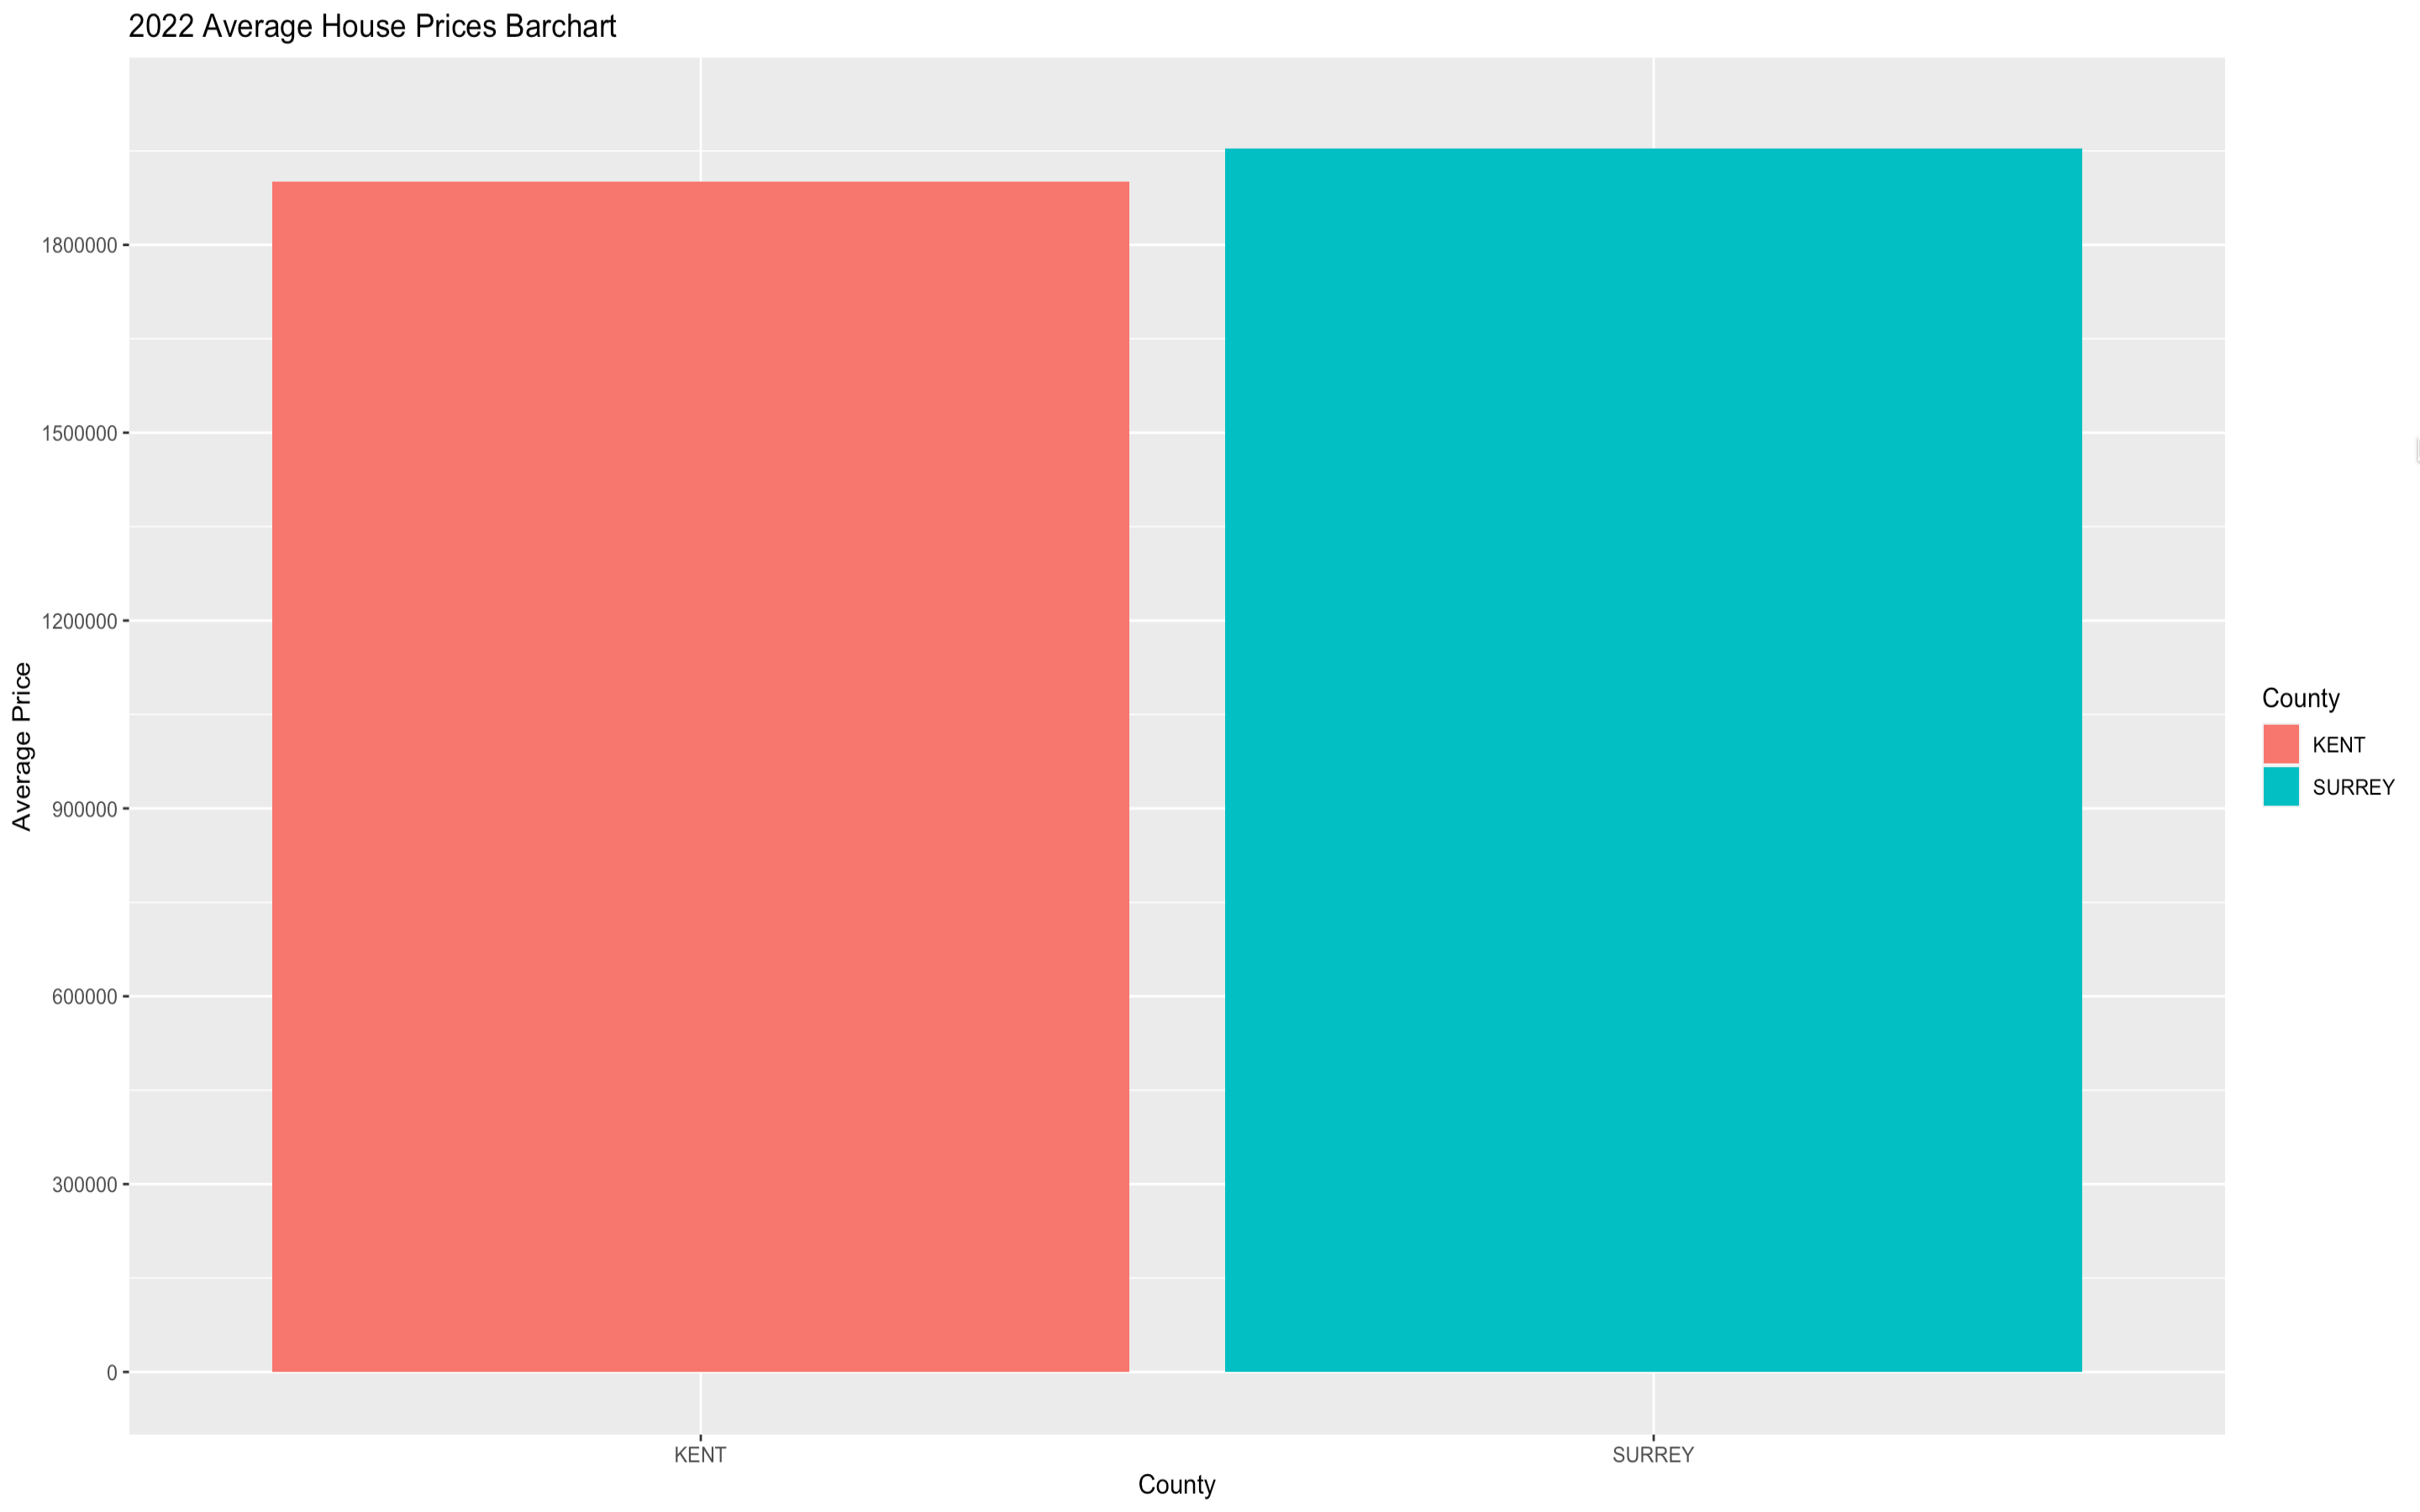 2022 Average House Prices Barchart
1800000
1500000
1200000
900000
600000
300000
0
Average Price
KENT
SURREY
County
County
KENT
SURREY